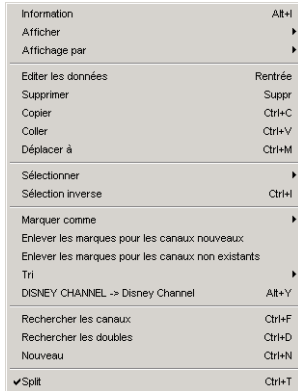 Information Alt+I
Afficher
Affichage par
Editer les données Rentrée
Supprimer Suppr
Copier Ctrl+C
Coller Ctrl+V
Déplacer à Ctrl+M
Sélectionner
Sélection inverse Ctrl+I
Marquer comme
Enlever les marques pour les canaux nouveaux
Enlever les marques pour les canaux non existants
Tri
DISNEY CHANNEL -> Disney Channel Alt+Y
Rechercher les canaux Ctrl+F
Rechercher les doubles Ctrl+D
Nouveau Ctrl+N
Split Ctrl+T